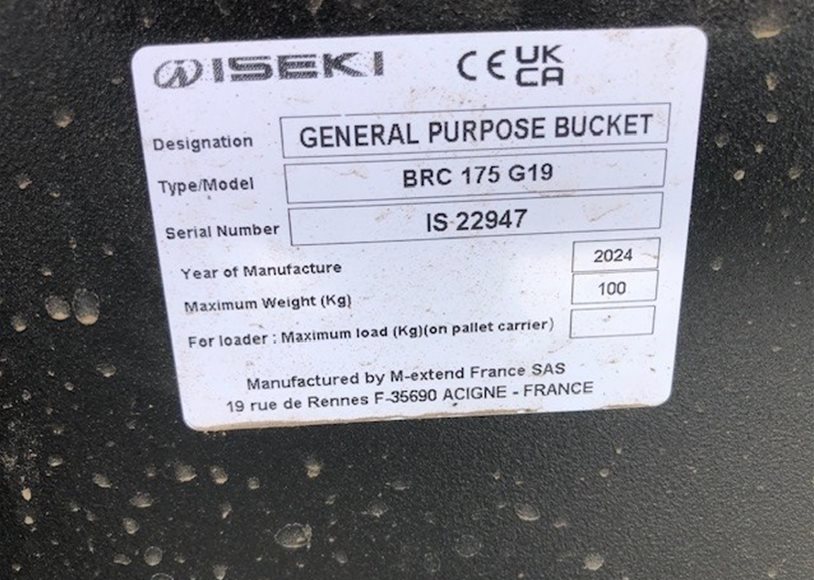 ISEKI CE UK CA
Designation GENERAL PURPOSE BUCKET
Type/Model BRC 175 G19
Serial Number IS 22947
Year of Manufacture 2024
Maximum Weight (Kg) 100
For loader : Maximum load (Kg)(on pallet carrier)
Manufactured by M-extend France SAS
19 rue de Rennes F-35690 ACIGNE - FRANCE